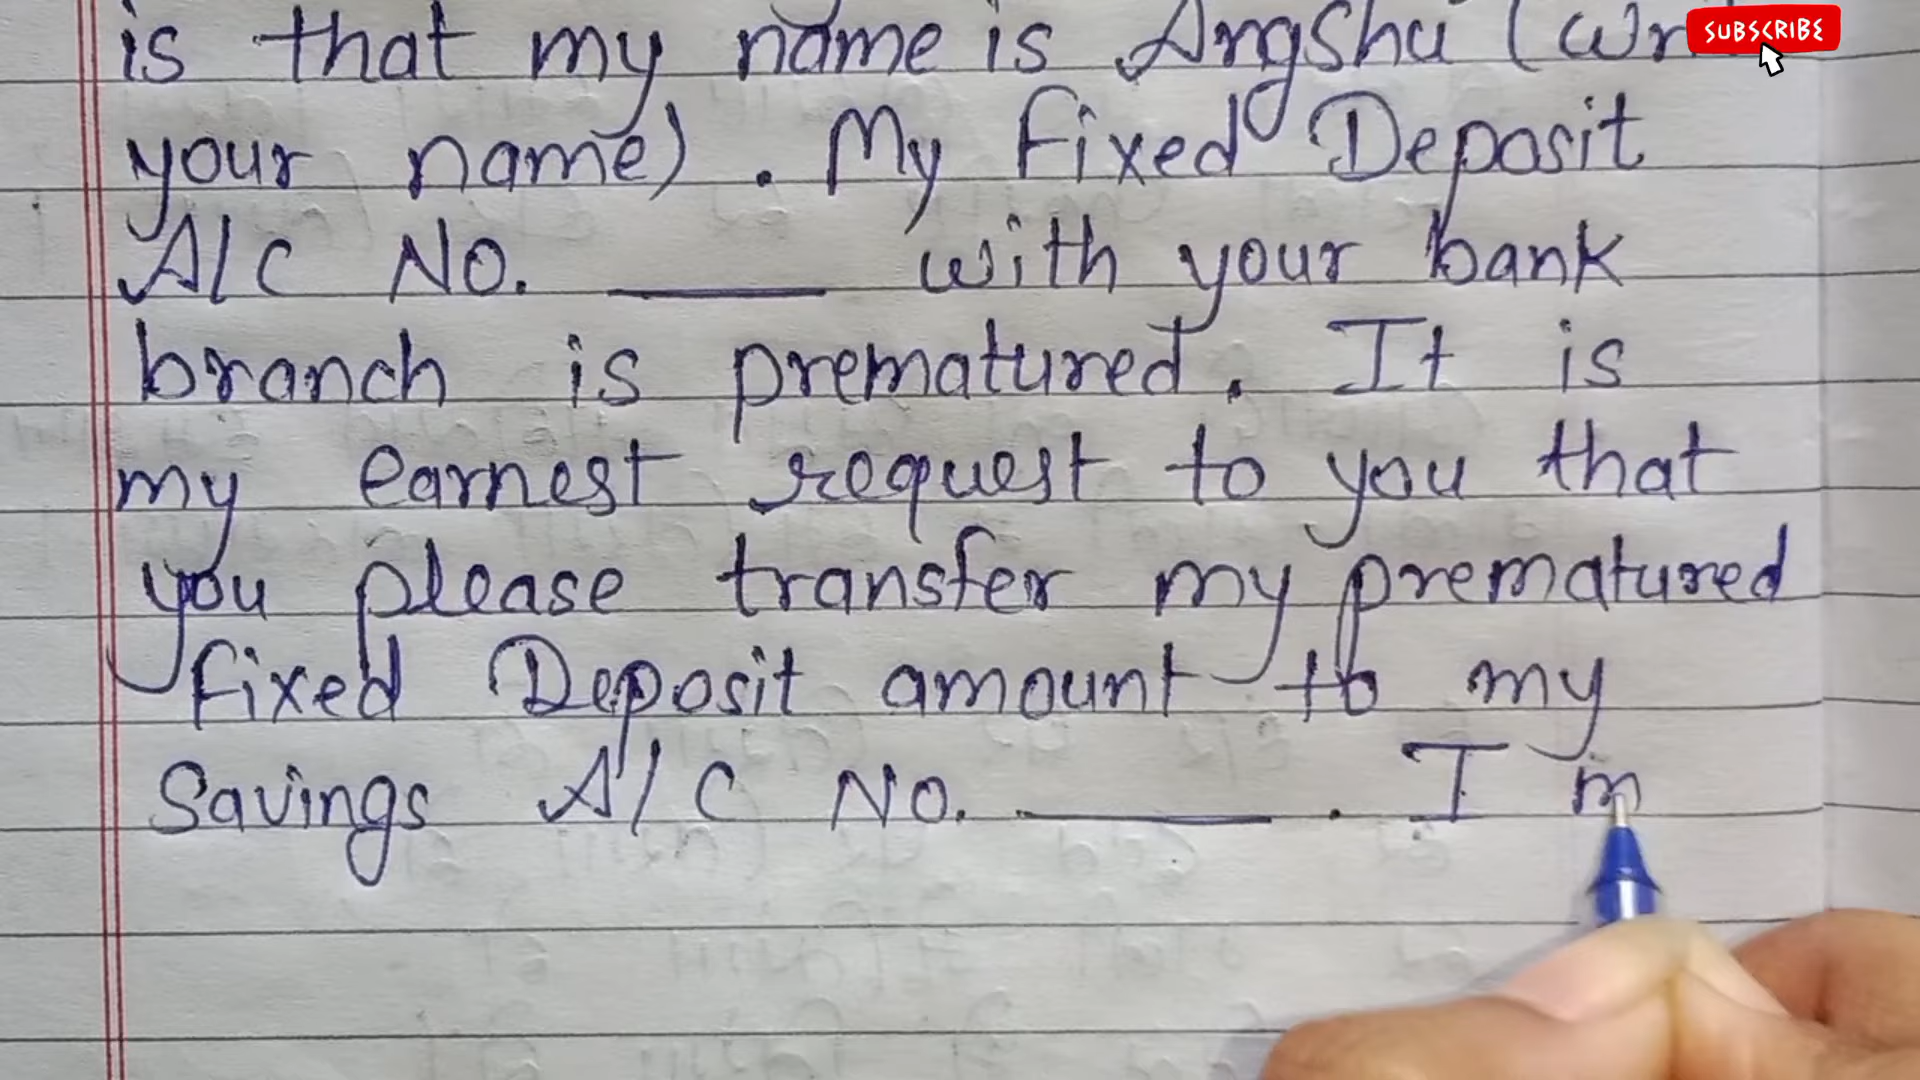 is that my name is Angshu (Wr
SUBSCRIBE
your name). My Fixed Deposit
A/C No. ______ with your bank
branch is prematured. It is
my earnest request to you that
you please transfer my prematured
Fixed Deposit amount to my
Savings A/C No. ______ . I m